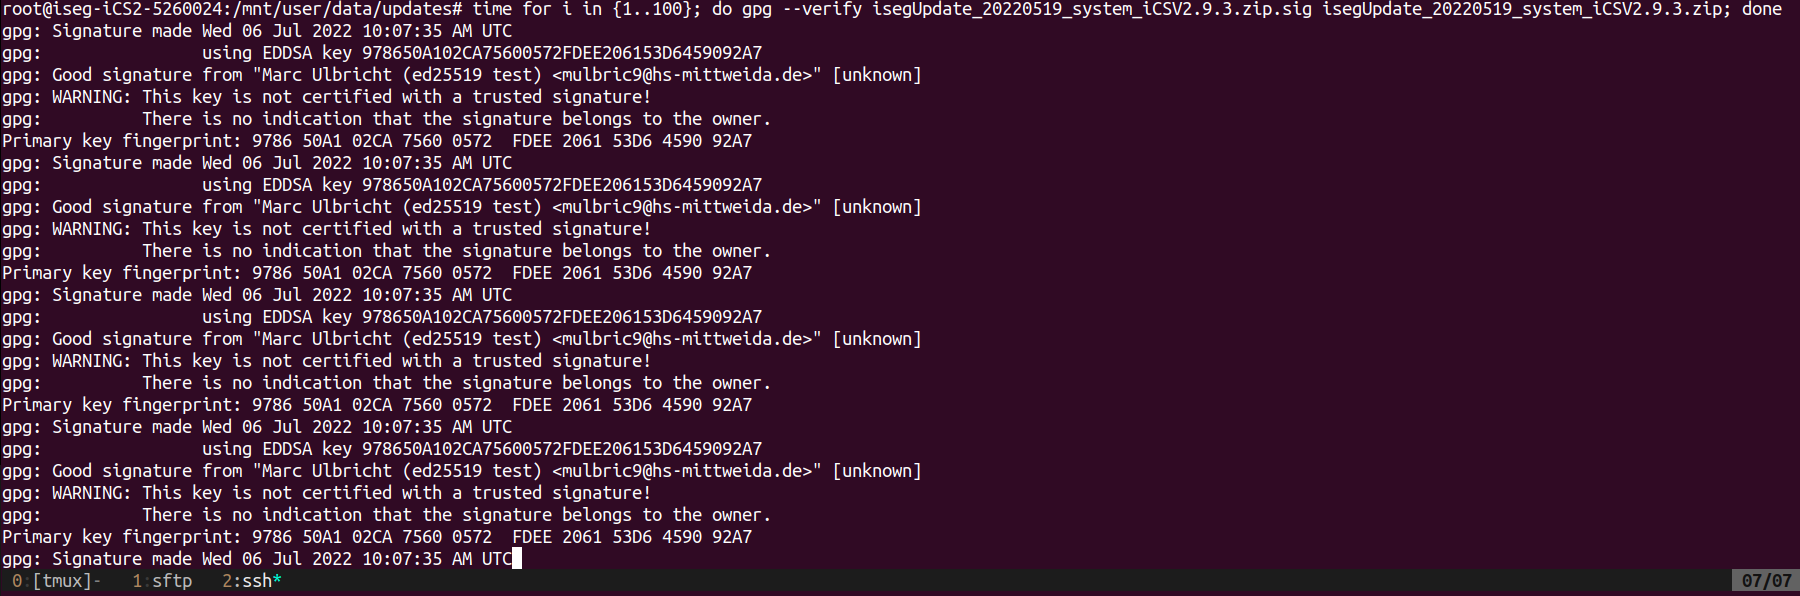 root@iseg-iCS2-5260024:/mnt/user/data/updates# time for i in {1..100}; do gpg --verify isegUpdate_20220519_system_iCSV2.9.3.zip.sig isegUpdate_20220519_system_iCSV2.9.3.zip; done
gpg: Signature made Wed 06 Jul 2022 10:07:35 AM UTC
gpg:                using EDDSA key 978650A102CA75600572FDEE206153D6459092A7
gpg: Good signature from "Marc Ulbricht (ed25519 test) <mulbric9@hs-mittweida.de>" [unknown]
gpg: WARNING: This key is not certified with a trusted signature!
gpg:          There is no indication that the signature belongs to the owner.
Primary key fingerprint: 9786 50A1 02CA 7560 0572  FDEE 2061 53D6 4590 92A7
gpg: Signature made Wed 06 Jul 2022 10:07:35 AM UTC
gpg:                using EDDSA key 978650A102CA75600572FDEE206153D6459092A7
gpg: Good signature from "Marc Ulbricht (ed25519 test) <mulbric9@hs-mittweida.de>" [unknown]
gpg: WARNING: This key is not certified with a trusted signature!
gpg:          There is no indication that the signature belongs to the owner.
Primary key fingerprint: 9786 50A1 02CA 7560 0572  FDEE 2061 53D6 4590 92A7
gpg: Signature made Wed 06 Jul 2022 10:07:35 AM UTC
gpg:                using EDDSA key 978650A102CA75600572FDEE206153D6459092A7
gpg: Good signature from "Marc Ulbricht (ed25519 test) <mulbric9@hs-mittweida.de>" [unknown]
gpg: WARNING: This key is not certified with a trusted signature!
gpg:          There is no indication that the signature belongs to the owner.
Primary key fingerprint: 9786 50A1 02CA 7560 0572  FDEE 2061 53D6 4590 92A7
gpg: Signature made Wed 06 Jul 2022 10:07:35 AM UTC
gpg:                using EDDSA key 978650A102CA75600572FDEE206153D6459092A7
gpg: Good signature from "Marc Ulbricht (ed25519 test) <mulbric9@hs-mittweida.de>" [unknown]
gpg: WARNING: This key is not certified with a trusted signature!
gpg:          There is no indication that the signature belongs to the owner.
Primary key fingerprint: 9786 50A1 02CA 7560 0572  FDEE 2061 53D6 4590 92A7
gpg: Signature made Wed 06 Jul 2022 10:07:35 AM UTC
0:[tmux]-   1:sftp   2:ssh*   07/07